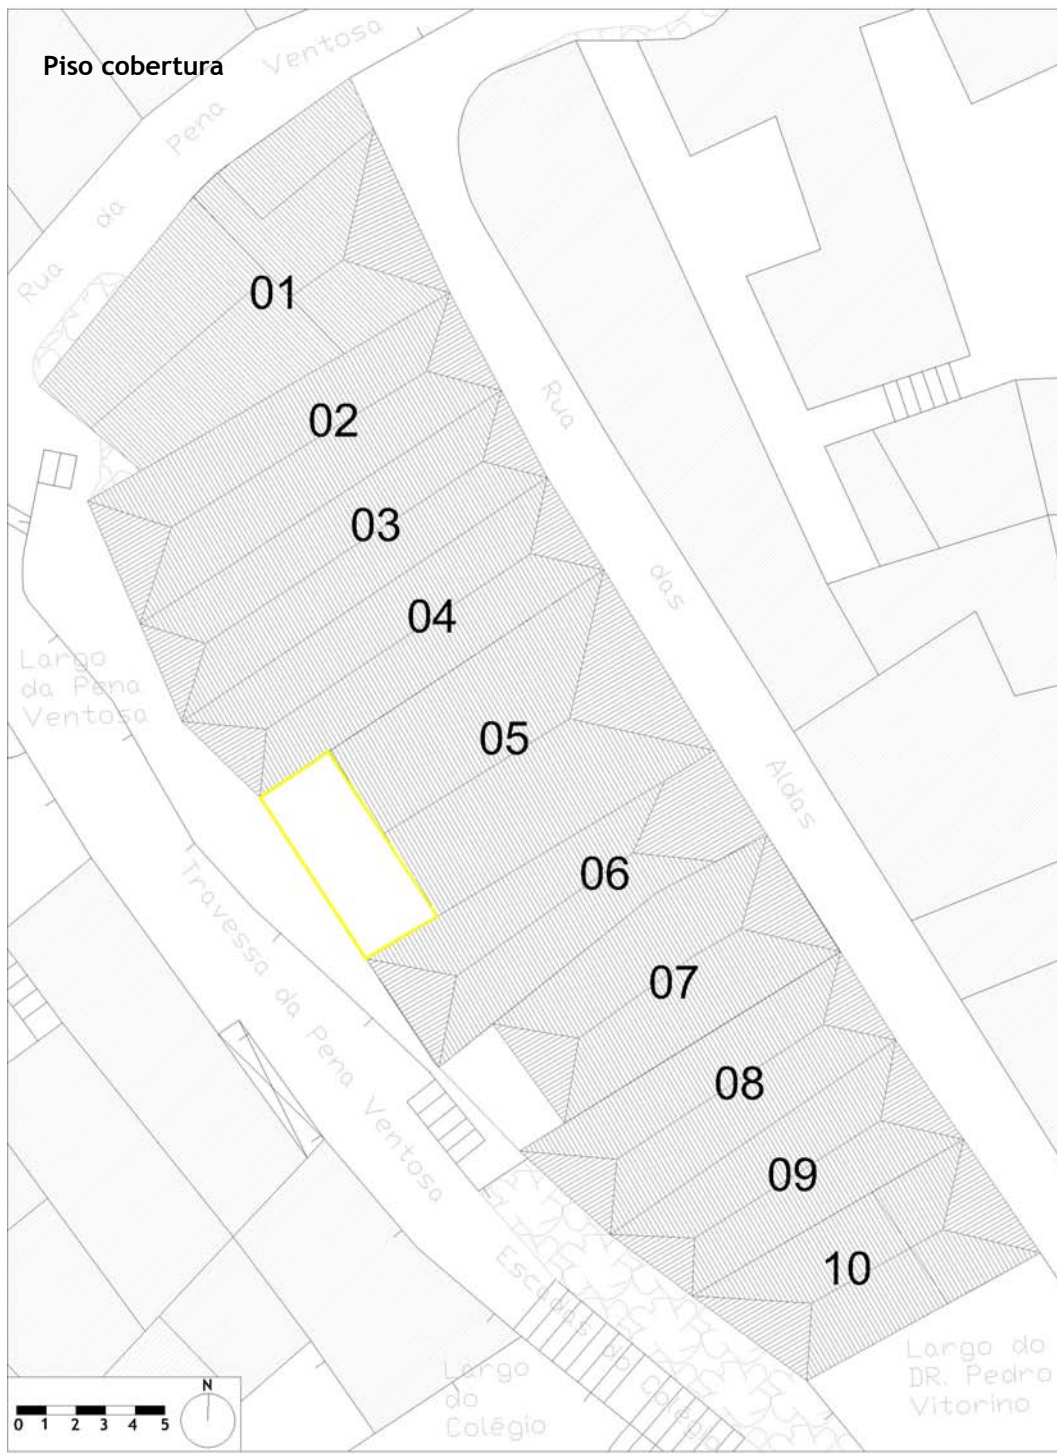 Piso cobertura
Rua da Pena Ventosa
01
02
Rua das Aldas
03
04
Largo
da Pena
Ventosa
05
06
Travessa da Pena Ventosa
07
08
09
10
Escadas do Colégio
Largo
do
Colégio
Largo do
DR. Pedro
Vitorino
N
0 1 2 3 4 5